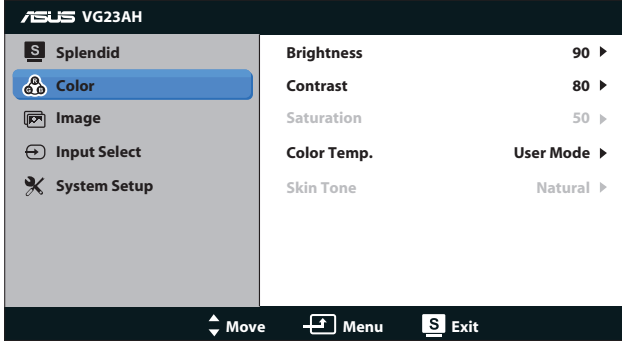 ASUS VG23AH
S Splendid
R G B Color
Image
Input Select
System Setup
Brightness 90
Contrast 80
Saturation 50
Color Temp. User Mode
Skin Tone Natural
Move Menu S Exit